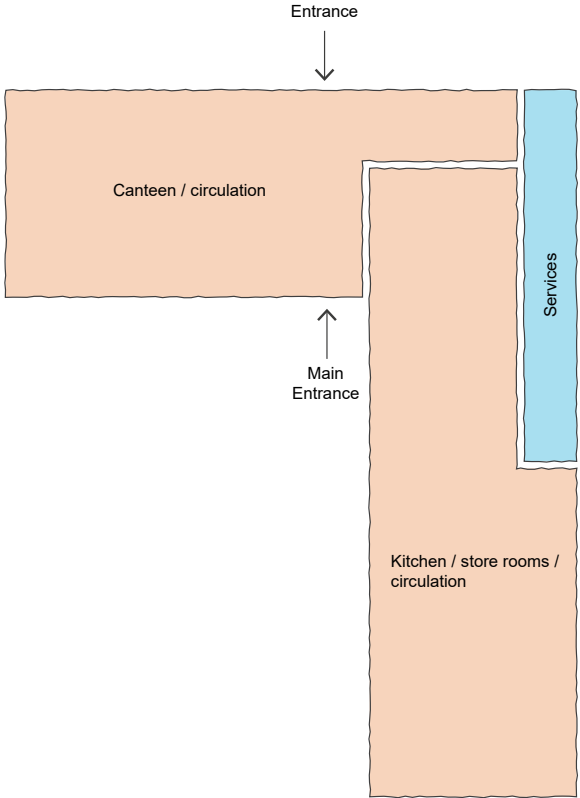 Entrance
Canteen / circulation
Services
Main
Entrance
Kitchen / store rooms /
circulation